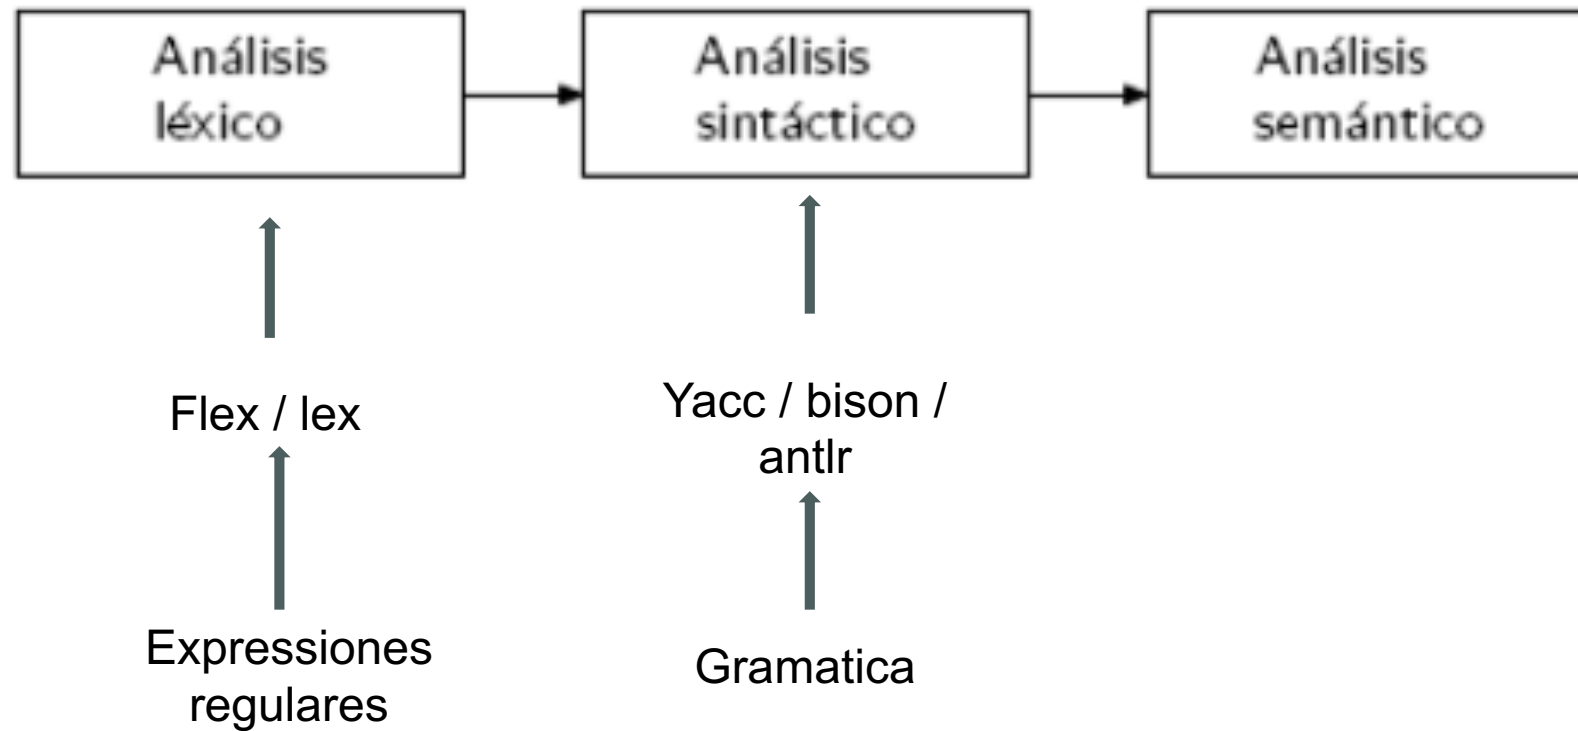 Análisis
léxico
Análisis
sintáctico
Análisis
semántico
Flex / lex
Yacc / bison /
antlr
Expressiones
regulares
Gramatica